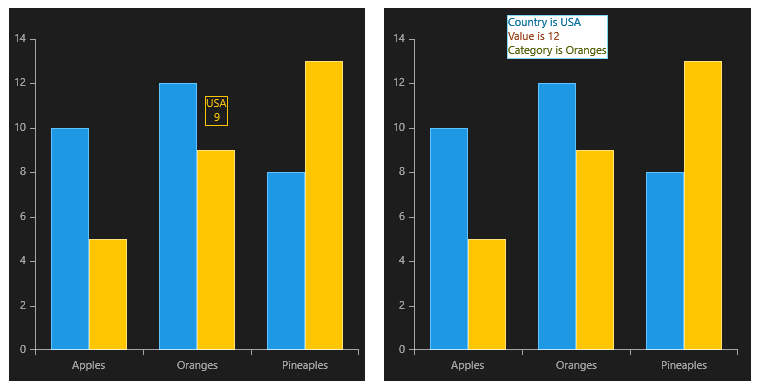 14
12
10
8
6
4
2
0
USA
9
Apples
Oranges
Pineaples
Country is USA
Value is 12
Category is Oranges
14
12
10
8
6
4
2
0
Apples
Oranges
Pineaples